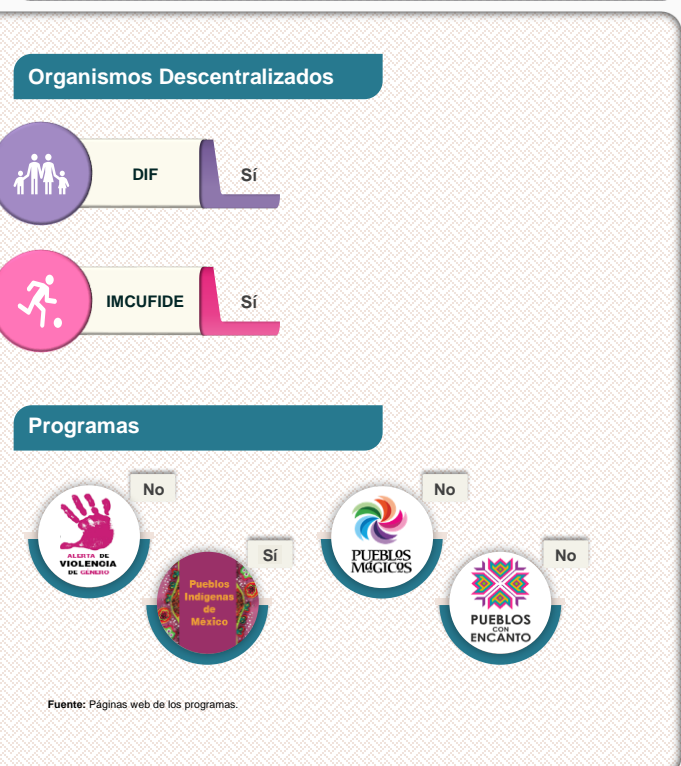 Organismos Descentralizados
DIF
Sí
IMCUFIDE
Sí
Programas
No
ALERTA DE
VIOLENCIA
DE GÉNERO
Sí
Pueblos
Indígenas
de
México
No
PUEBLOS
MáGICOS
No
PUEBLOS
CON
ENCANTO
Fuente: Páginas web de los programas.